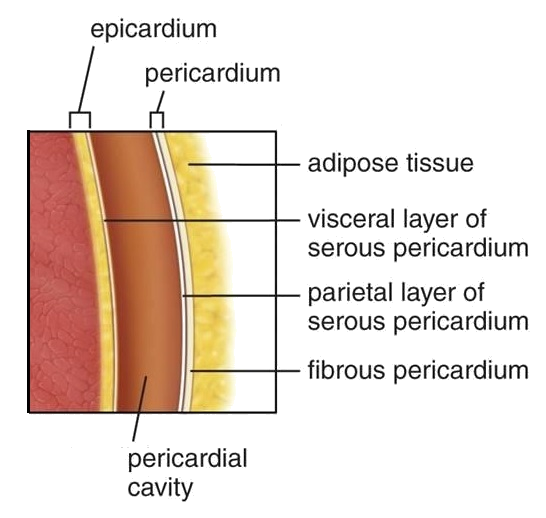 epicardium
pericardium
adipose tissue
visceral layer of
serous pericardium
parietal layer of
serous pericardium
fibrous pericardium
pericardial
cavity